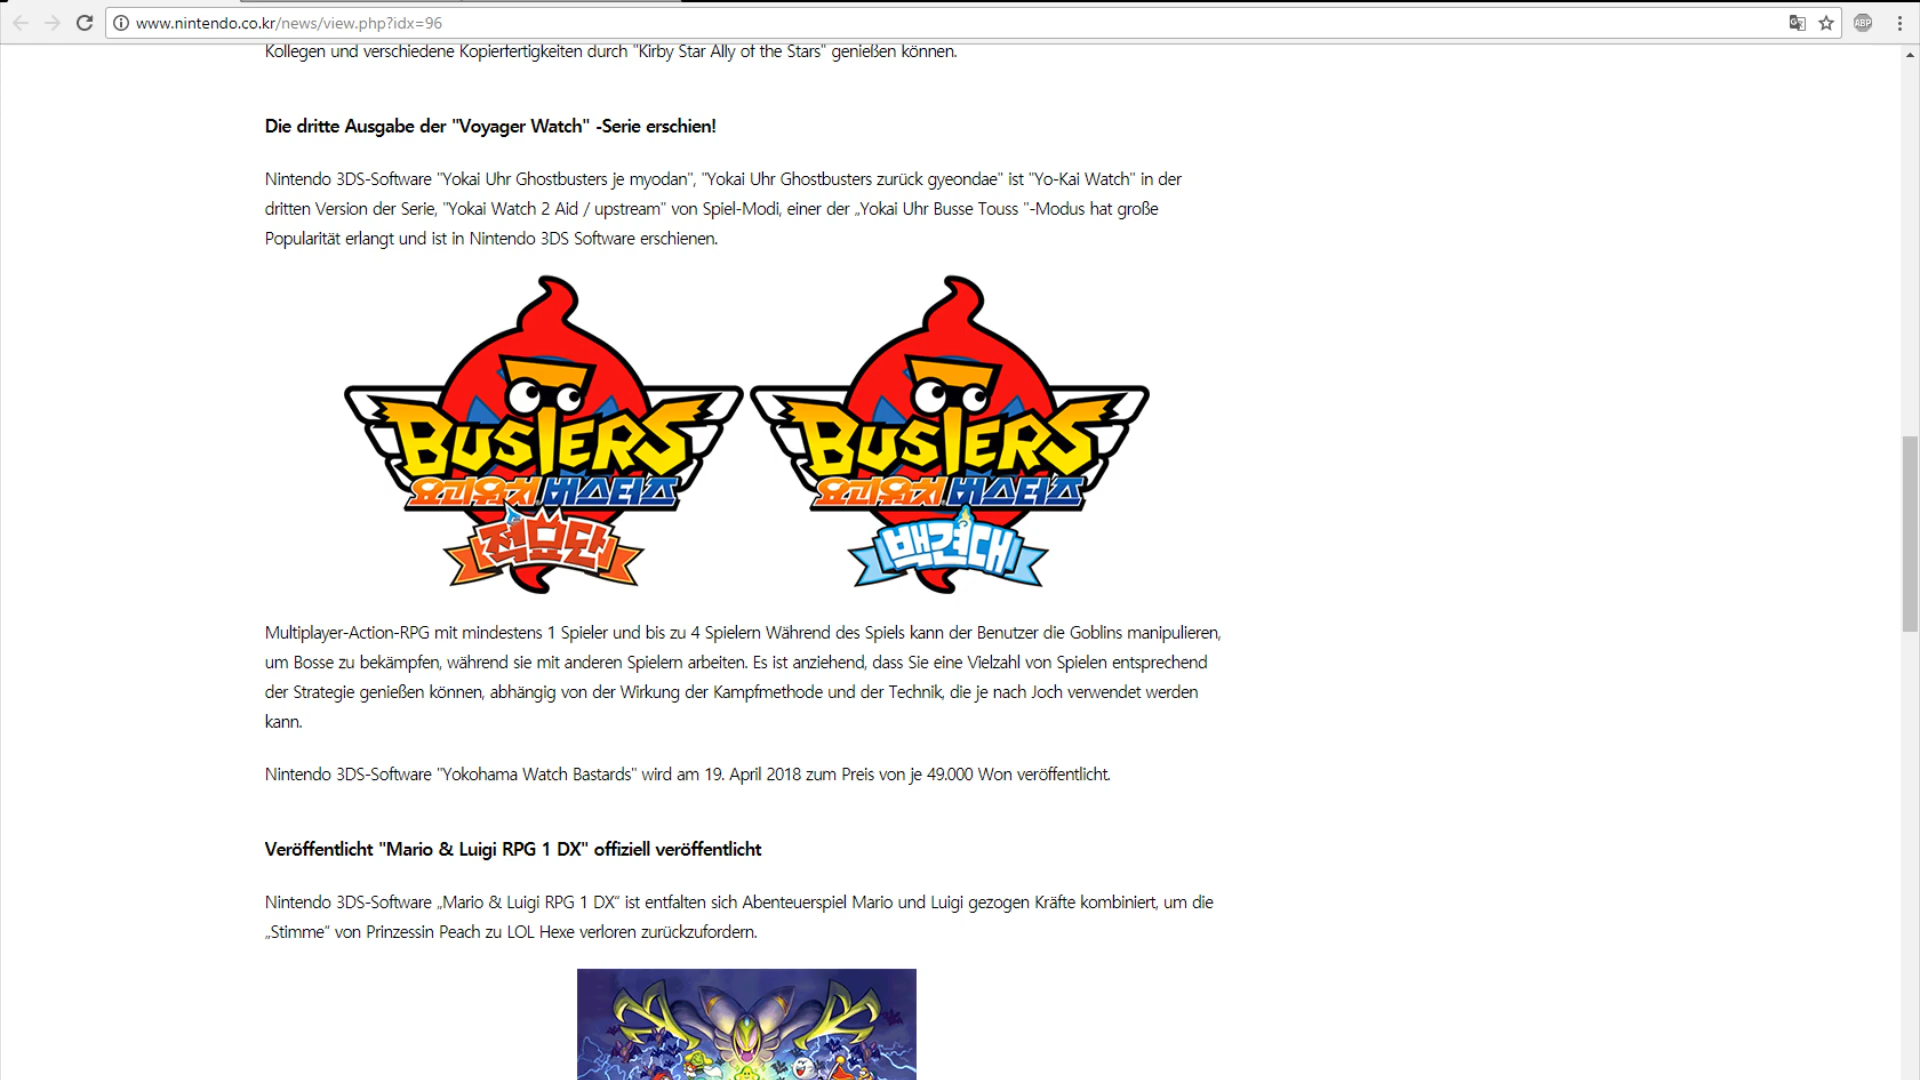 www.nintendo.co.kr/news/view.php?idx=96
ABP
Kollegen und verschiedene Kopierfertigkeiten durch "Kirby Star Ally of the Stars" genießen können.
Die dritte Ausgabe der "Voyager Watch" -Serie erschien!
Nintendo 3DS-Software "Yokai Uhr Ghostbusters je myodan", "Yokai Uhr Ghostbusters zurück gyeondae" ist "Yo-Kai Watch" in der
dritten Version der Serie, "Yokai Watch 2 Aid / upstream" von Spiel-Modi, einer der „Yokai Uhr Busse Touss "-Modus hat große
Popularität erlangt und ist in Nintendo 3DS Software erschienen.
BUSTERS
요괴워치 버스터즈
적묘단
BUSTERS
요괴워치 버스터즈
백견대
Multiplayer-Action-RPG mit mindestens 1 Spieler und bis zu 4 Spielern Während des Spiels kann der Benutzer die Goblins manipulieren,
um Bosse zu bekämpfen, während sie mit anderen Spielern arbeiten. Es ist anziehend, dass Sie eine Vielzahl von Spielen entsprechend
der Strategie genießen können, abhängig von der Wirkung der Kampfmethode und der Technik, die je nach Joch verwendet werden
kann.
Nintendo 3DS-Software "Yokohama Watch Bastards" wird am 19. April 2018 zum Preis von je 49.000 Won veröffentlicht.
Veröffentlicht "Mario & Luigi RPG 1 DX" offiziell veröffentlicht
Nintendo 3DS-Software „Mario & Luigi RPG 1 DX“ ist entfalten sich Abenteuerspiel Mario und Luigi gezogen Kräfte kombiniert, um die
„Stimme“ von Prinzessin Peach zu LOL Hexe verloren zurückzufordern.